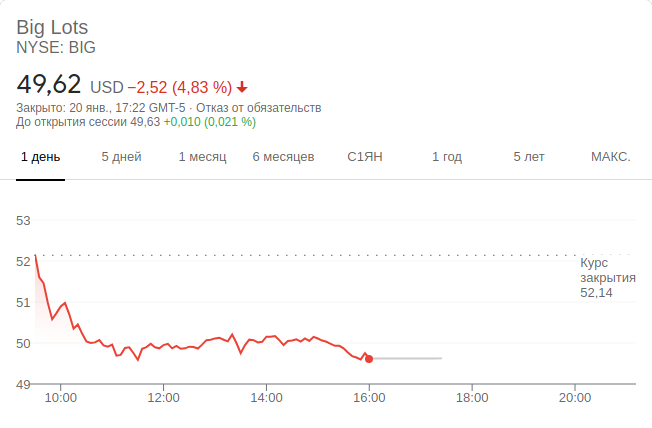 Big Lots
NYSE: BIG
49,62 USD −2,52 (4,83 %)
Закрыто: 20 янв., 17:22 GMT-5 · Отказ от обязательств
До открытия сессии 49,63 +0,010 (0,021 %)
1 день 5 дней 1 месяц 6 месяцев С1ЯН 1 год 5 лет МАКС.
53
52
Курс
закрытия
52,14
51
50
49
10:00 12:00 14:00 16:00 18:00 20:00